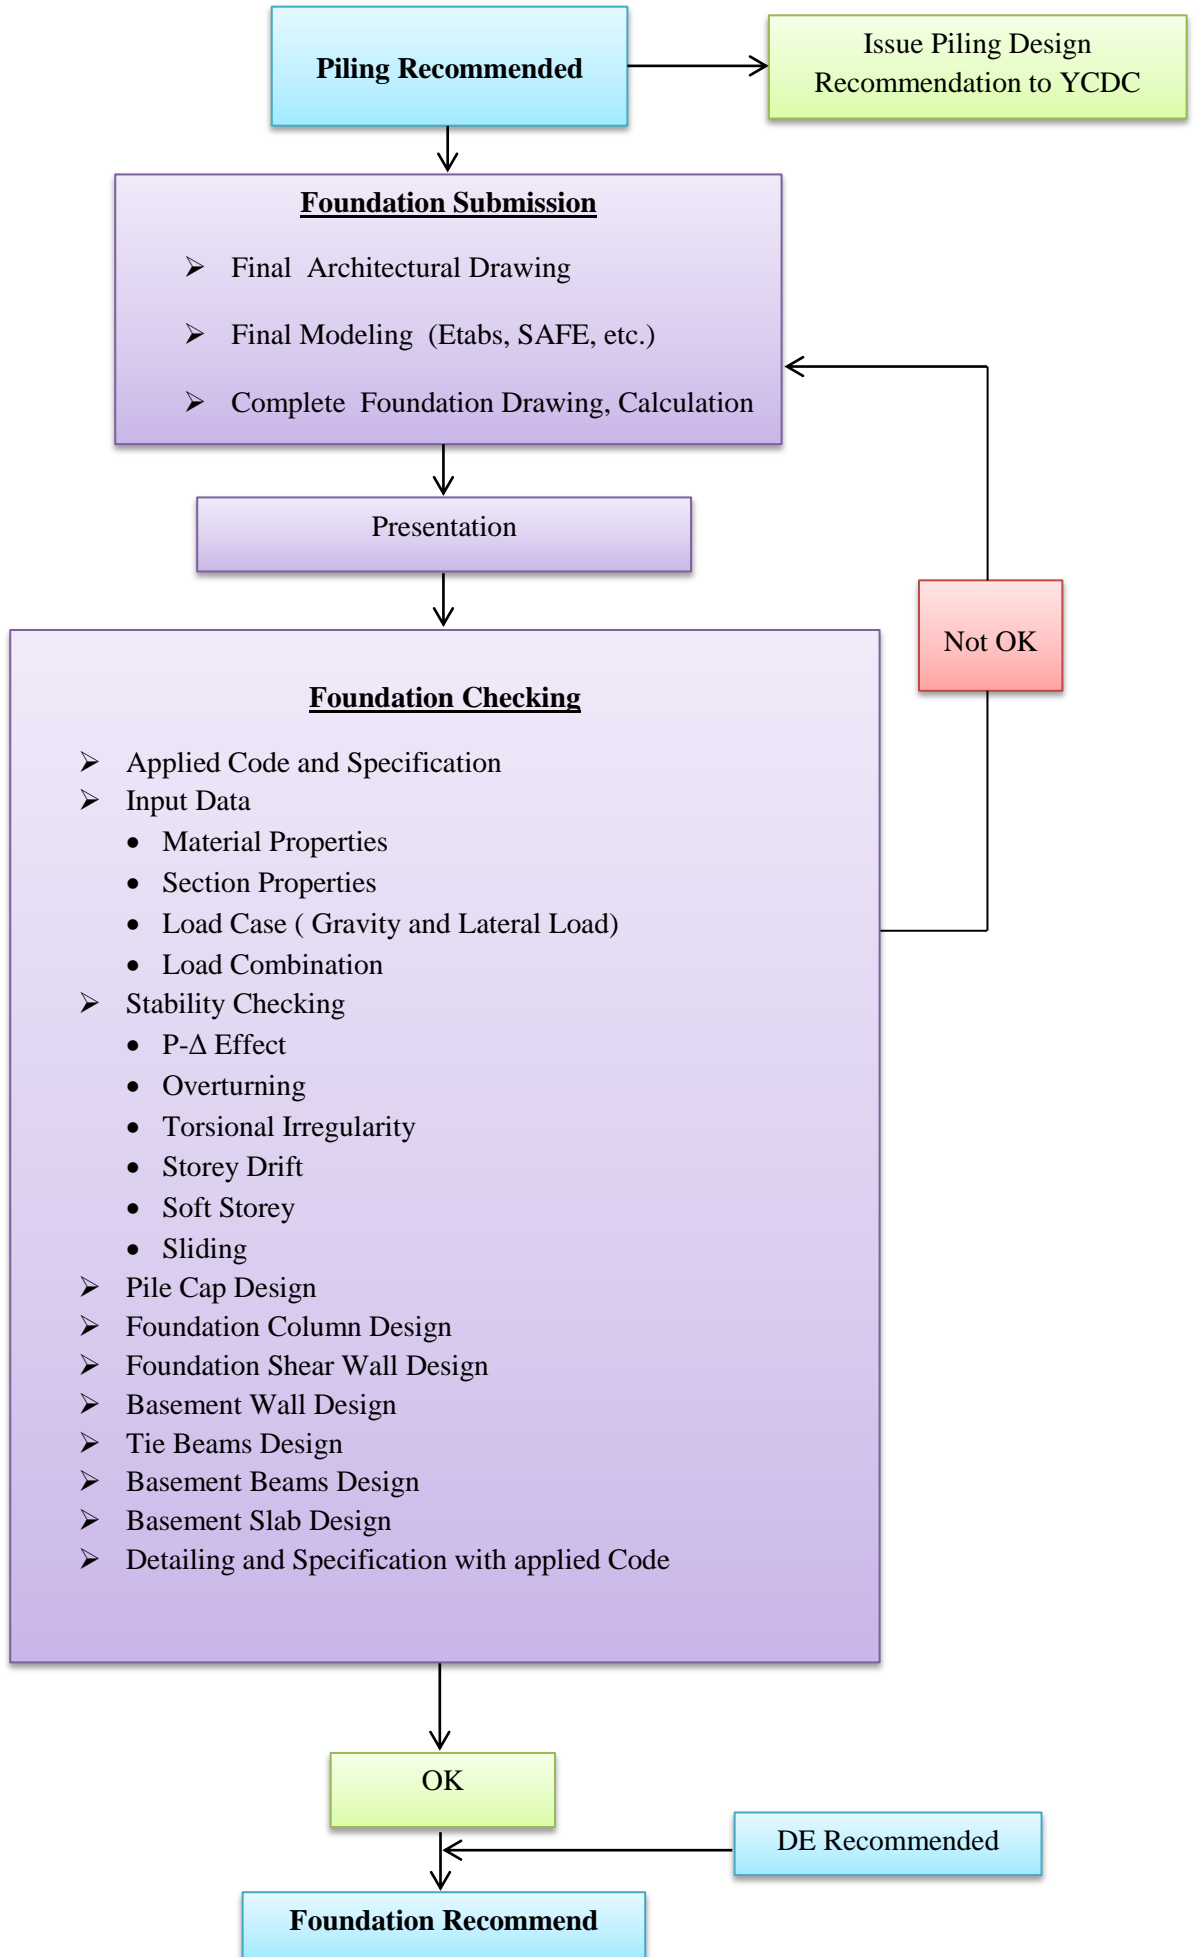 Piling Recommended
Issue Piling Design
Recommendation to YCDC
Foundation Submission
➢ Final Architectural Drawing
➢ Final Modeling (Etabs, SAFE, etc.)
➢ Complete Foundation Drawing, Calculation
Presentation
Not OK
Foundation Checking
➢ Applied Code and Specification
➢ Input Data
• Material Properties
• Section Properties
• Load Case ( Gravity and Lateral Load)
• Load Combination
➢ Stability Checking
• P-Δ Effect
• Overturning
• Torsional Irregularity
• Storey Drift
• Soft Storey
• Sliding
➢ Pile Cap Design
➢ Foundation Column Design
➢ Foundation Shear Wall Design
➢ Basement Wall Design
➢ Tie Beams Design
➢ Basement Beams Design
➢ Basement Slab Design
➢ Detailing and Specification with applied Code
OK
DE Recommended
Foundation Recommend